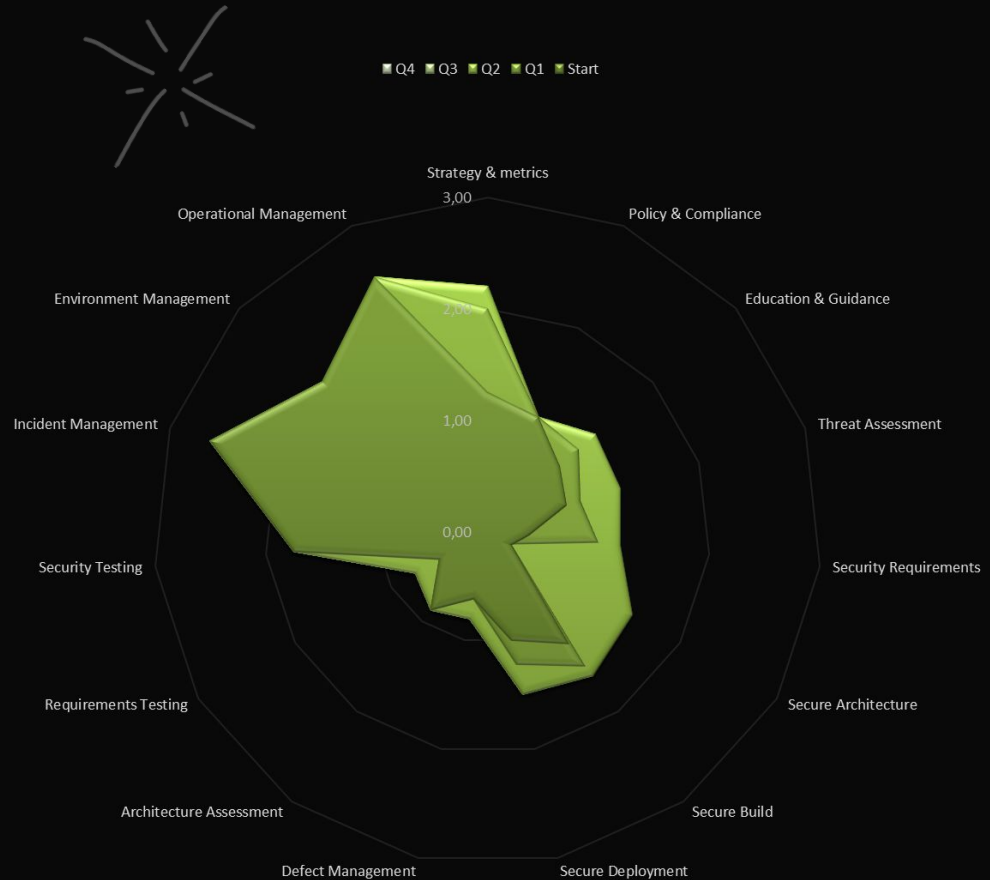 Q4 Q3 Q2 Q1 Start
Strategy & metrics
3,00
Operational Management
Policy & Compliance
Environment Management
Education & Guidance
2,00
Incident Management
1,00
Threat Assessment
0,00
Security Testing
Security Requirements
Requirements Testing
Secure Architecture
Architecture Assessment
Secure Build
Defect Management
Secure Deployment